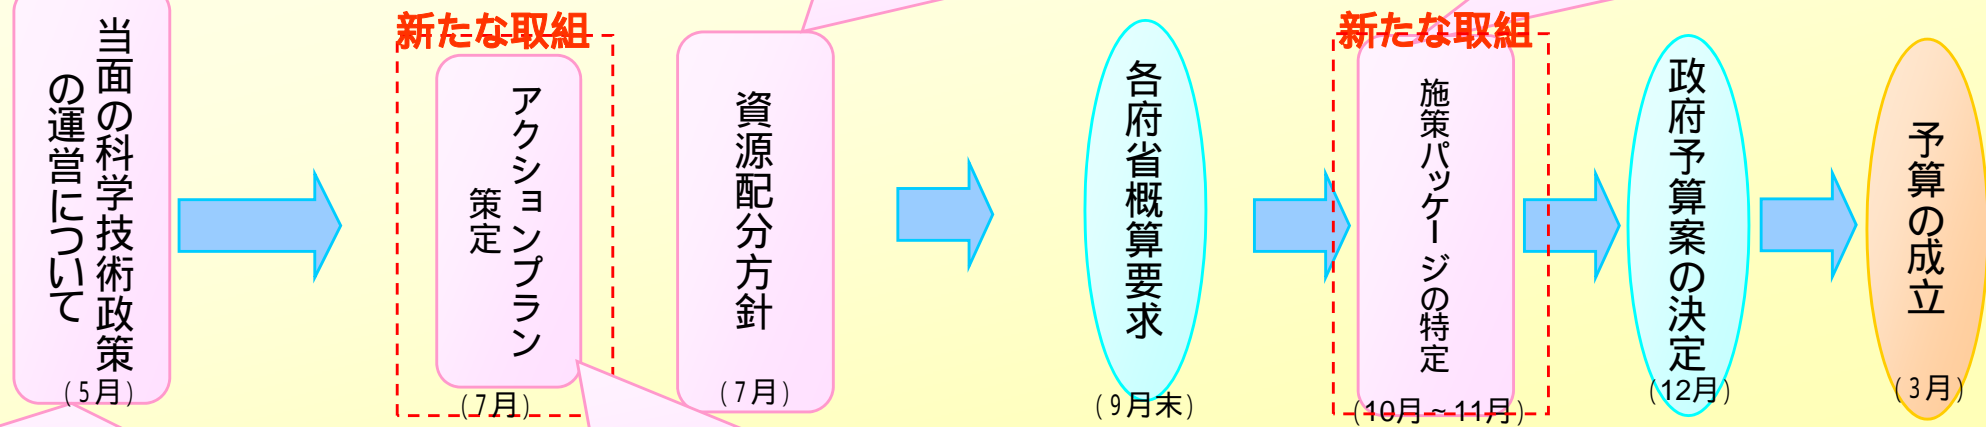 当面の科学技術政策
の運営について
(5月)
新たな取組
アクションプラン
策定
(7月)
資源配分方針
(7月)
各府省概算要求
(9月末)
新たな取組
施策パッケージの特定
(10月~11月)
政府予算案の決定
(12月)
予算の成立
(3月)